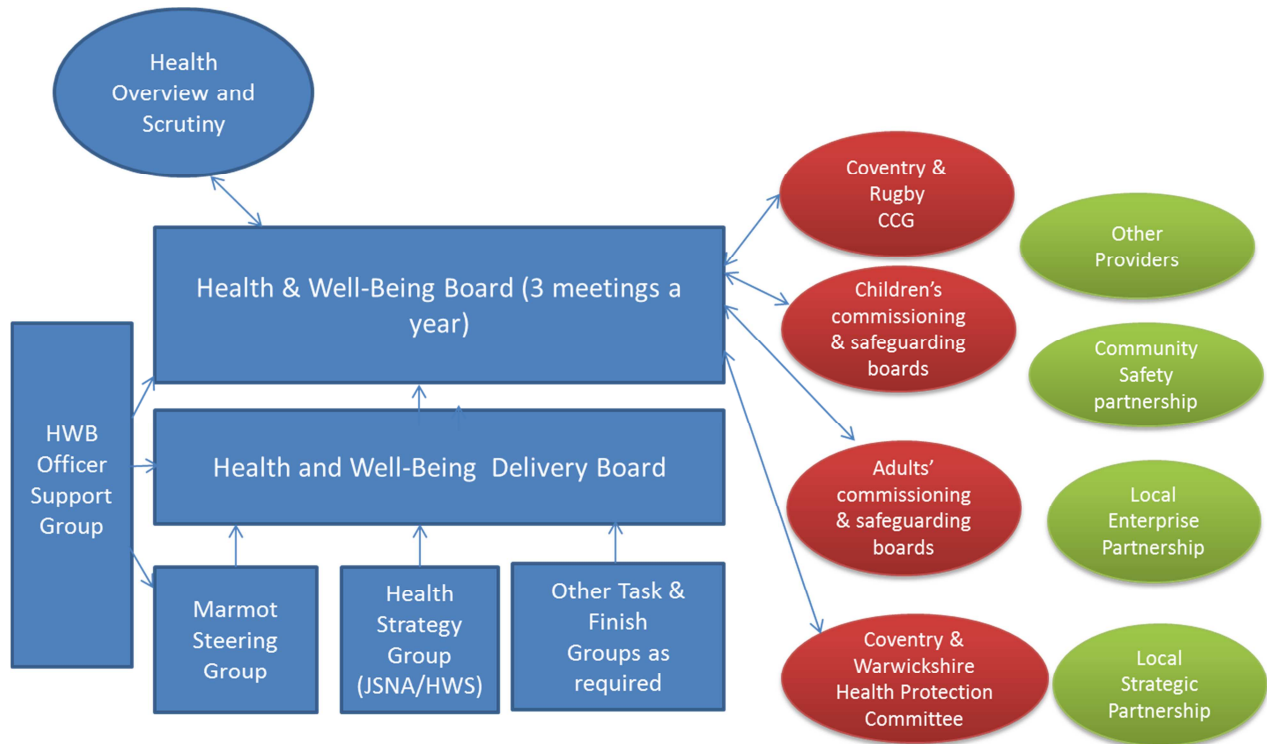 Health
Overview and
Scrutiny
Health & Well-Being Board (3 meetings a
year)
HWB
Officer
Support
Group
Health and Well-Being Delivery Board
Marmot
Steering
Group
Health
Strategy
Group
(JSNA/HWS)
Other Task &
Finish
Groups as
required
Coventry &
Rugby
CCG
Children’s
commissioning
& safeguarding
boards
Adults’
commissioning
& safeguarding
boards
Coventry &
Warwickshire
Health Protection
Committee
Other
Providers
Community
Safety
partnership
Local
Enterprise
Partnership
Local
Strategic
Partnership